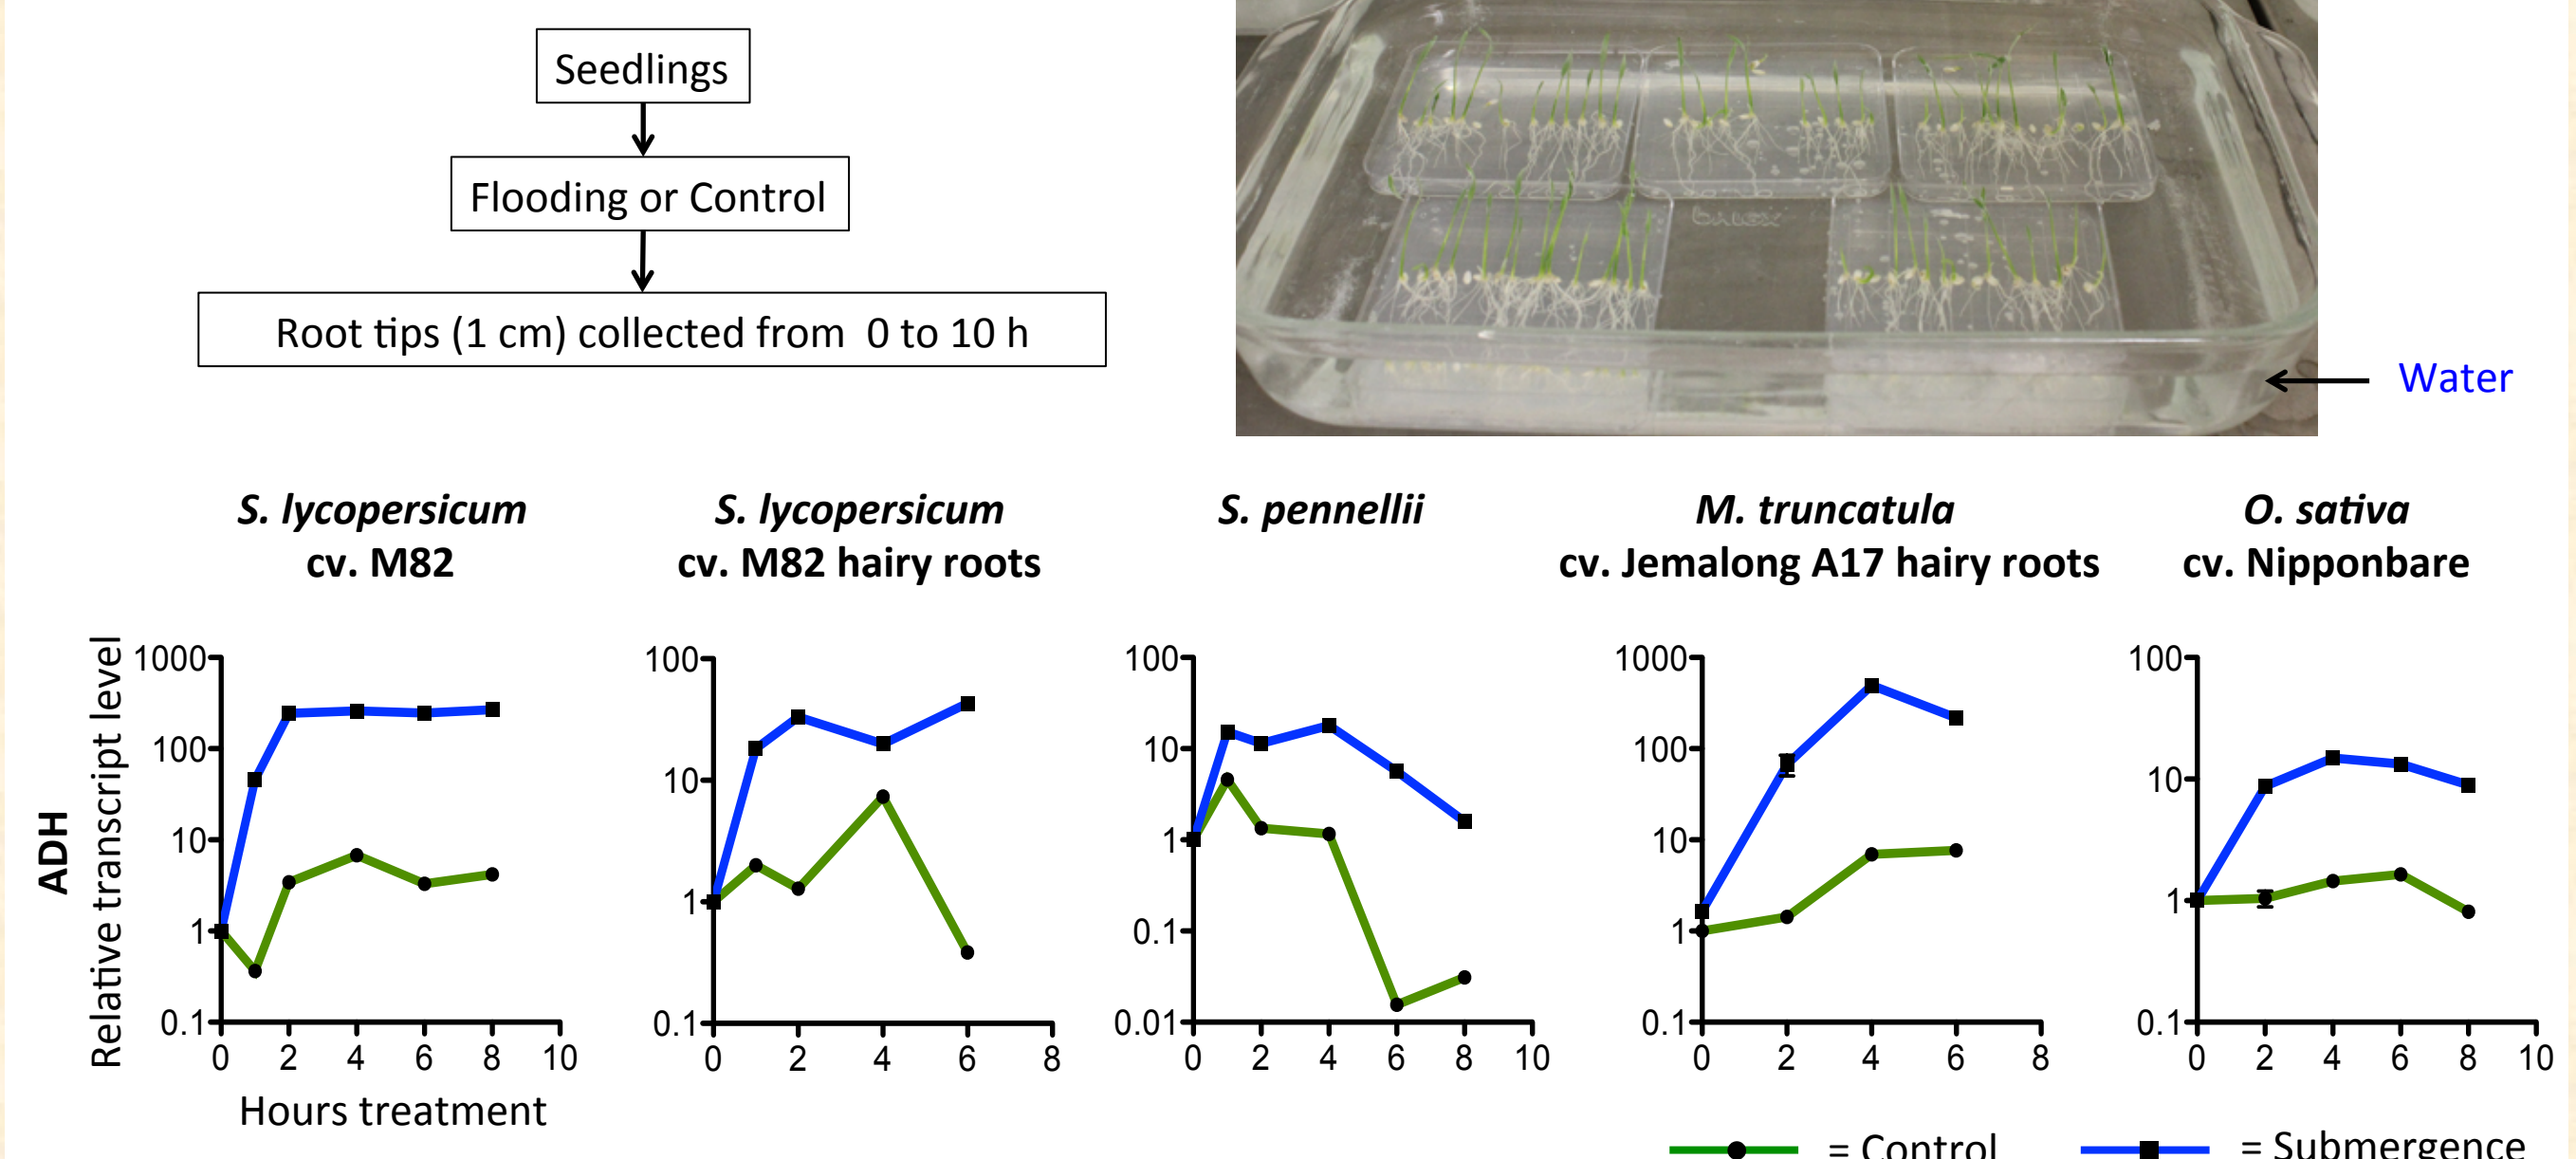 Seedlings
Flooding or Control
Root tips (1 cm) collected from 0 to 10 h
Water
S. lycopersicum
cv. M82
S. lycopersicum
cv. M82 hairy roots
S. pennellii
M. truncatula
cv. Jemalong A17 hairy roots
O. sativa
cv. Nipponbare
ADH
Relative transcript level
1000
100
10
1
0.1
0 2 4 6 8 10
Hours treatment
100
10
1
0.1
0 2 4 6 8
100
10
1
0.1
0.01
0 2 4 6 8 10
1000
100
10
1
0.1
0 2 4 6 8
100
10
1
0.1
0 2 4 6 8 10
= Control
= Submergence